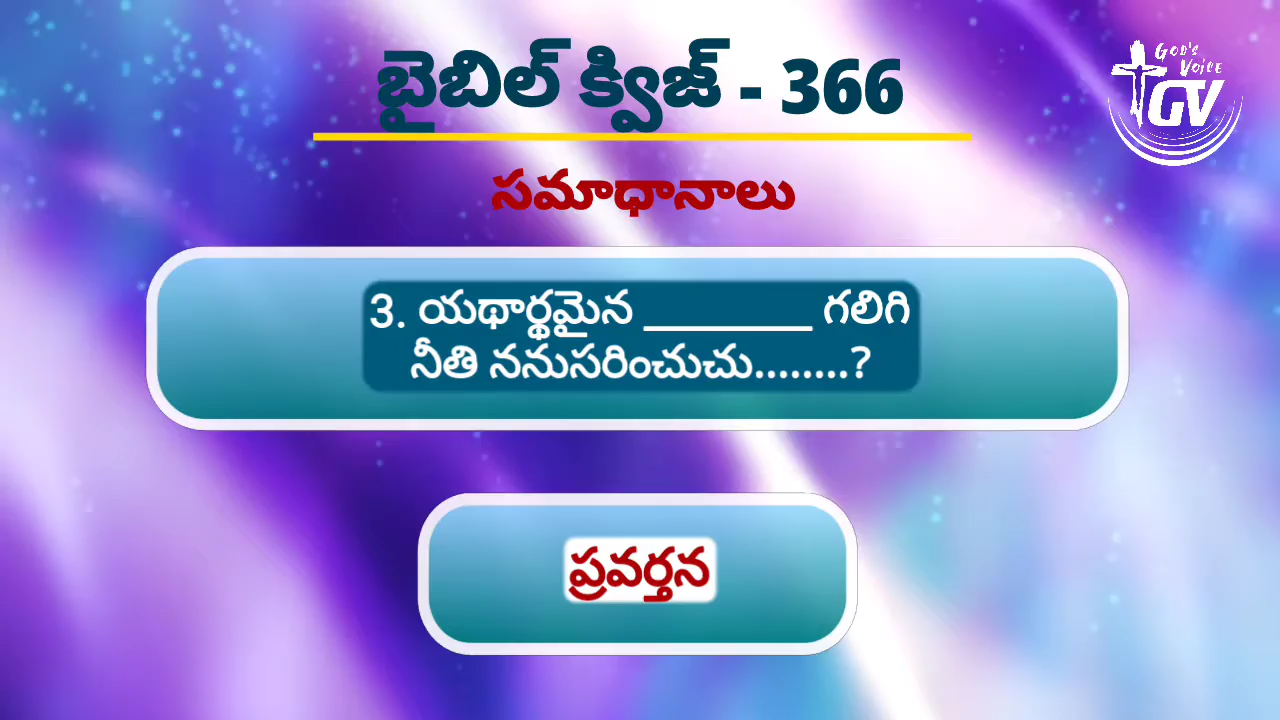 బైబిల్ క్విజ్ - 366
GOD'S
VOICE
GV
సమాధానాలు
3. యథార్థమైన ________ గలిగి
నీతి ననుసరించుచు........?
ప్రవర్తన